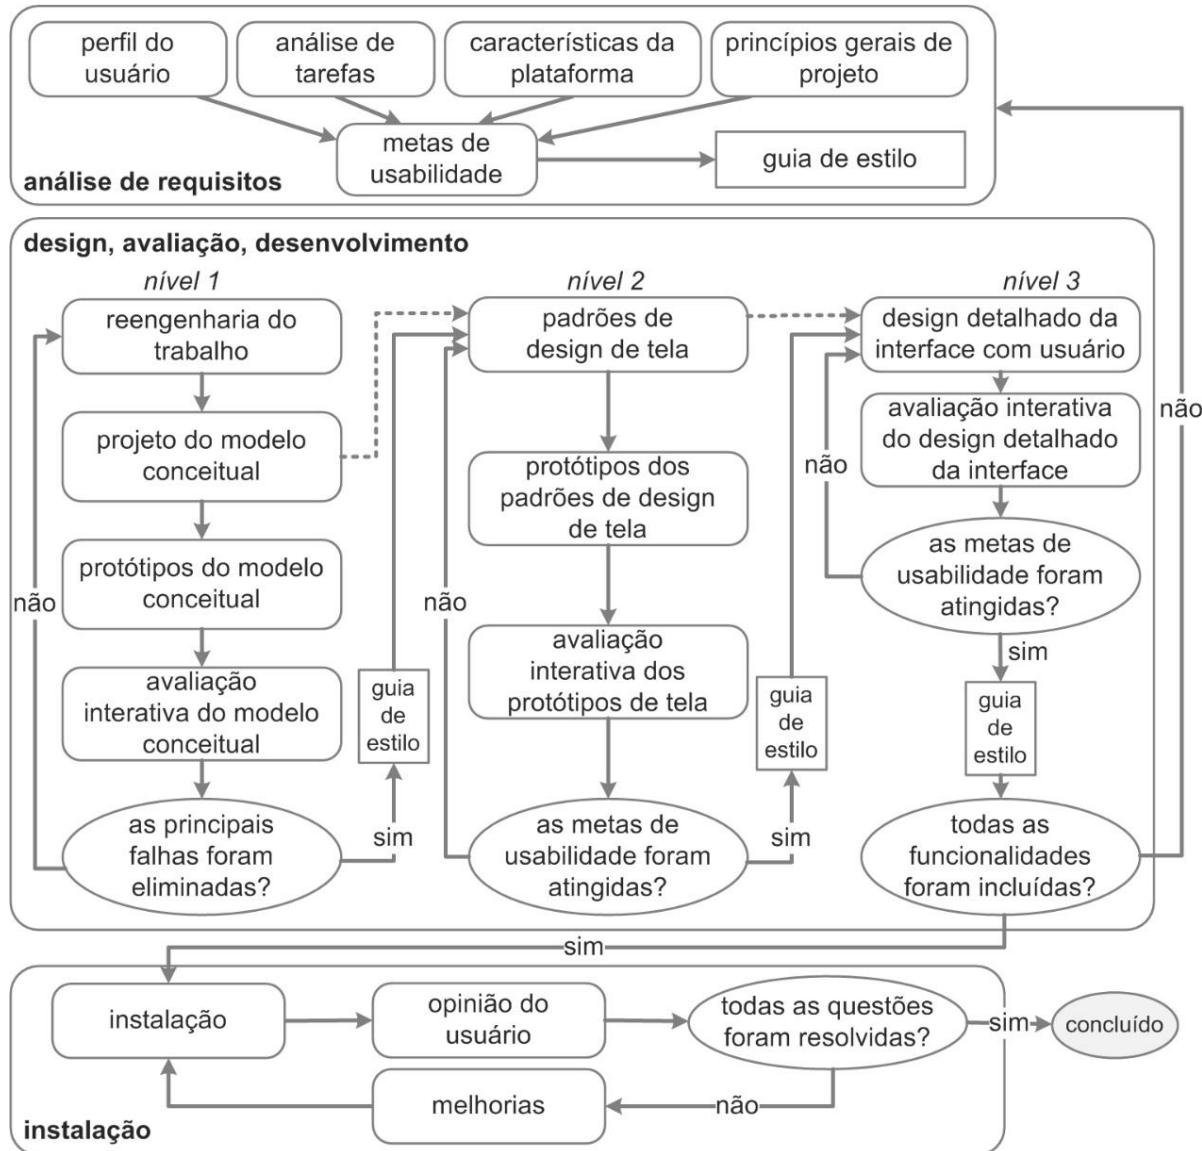 perfil do
usuário
análise de
tarefas
características da
plataforma
princípios gerais de
projeto
metas de
usabilidade
guia de estilo
análise de requisitos
design, avaliação, desenvolvimento
nível 1
reengenharia do
trabalho
projeto do modelo
conceitual
protótipos do modelo
conceitual
não
avaliação
interativa do modelo
conceitual
as principais
falhas foram
eliminadas?
sim
guia
de
estilo
nível 2
padrões de
design de tela
protótipos dos
padrões de design
de tela
não
avaliação
interativa dos
protótipos de tela
as metas de
usabilidade foram
atingidas?
sim
guia
de
estilo
nível 3
design detalhado da
interface com usuário
avaliação interativa
do design detalhado
da interface
não
as metas de
usabilidade foram
atingidas?
sim
guia
de
estilo
todas as
funcionalidades
foram incluídas?
não
sim
instalação
opinião do
usuário
todas as questões
foram resolvidas?
sim
concluído
não
melhorias
instalação